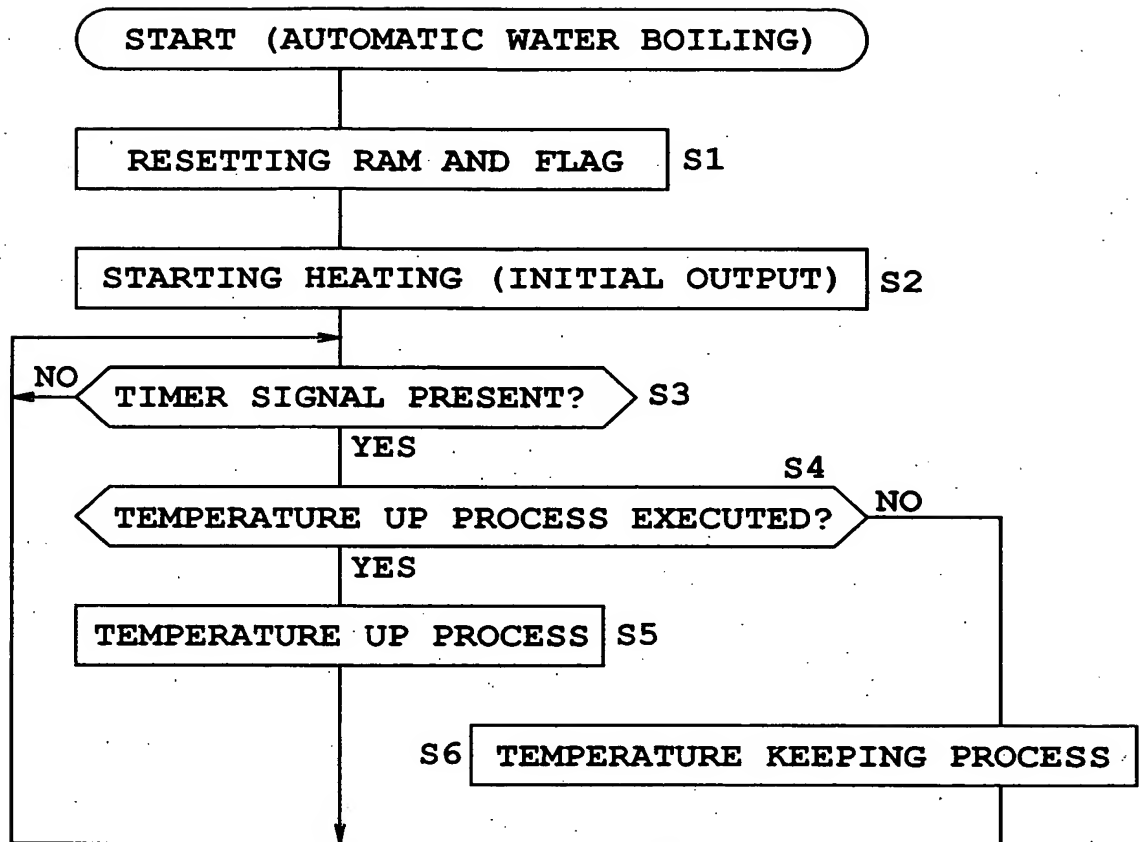 START (AUTOMATIC WATER BOILING)
RESETTING RAM AND FLAG S1
STARTING HEATING (INITIAL OUTPUT) S2
NO TIMER SIGNAL PRESENT? S3
YES
S4
TEMPERATURE UP PROCESS EXECUTED? NO
YES
TEMPERATURE UP PROCESS S5
S6 TEMPERATURE KEEPING PROCESS